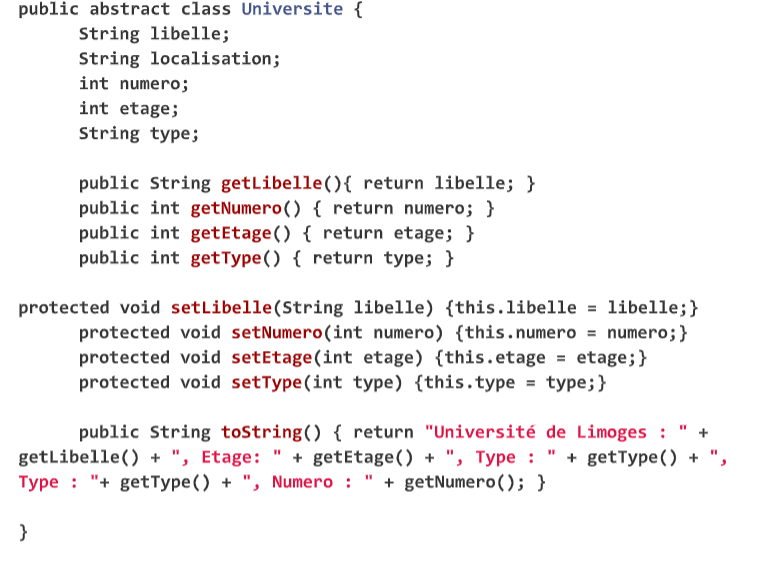 public abstract class Universite {
String libelle;
String localisation;
int numero;
int etage;
String type;
public String getLibelle(){ return libelle; }
public int getNumero() { return numero; }
public int getEtage() { return etage; }
public int getType() { return type; }
protected void setLibelle(String libelle) {this.libelle = libelle;}
protected void setNumero(int numero) {this.numero = numero;}
protected void setEtage(int etage) {this.etage = etage;}
protected void setType(int type) {this.type = type;}
public String toString() { return "Université de Limoges : " +
getLibelle() + ", Etage: " + getEtage() + ", Type : " + getType() + ",
Type : "+ getType() + ", Numero : " + getNumero(); }
}